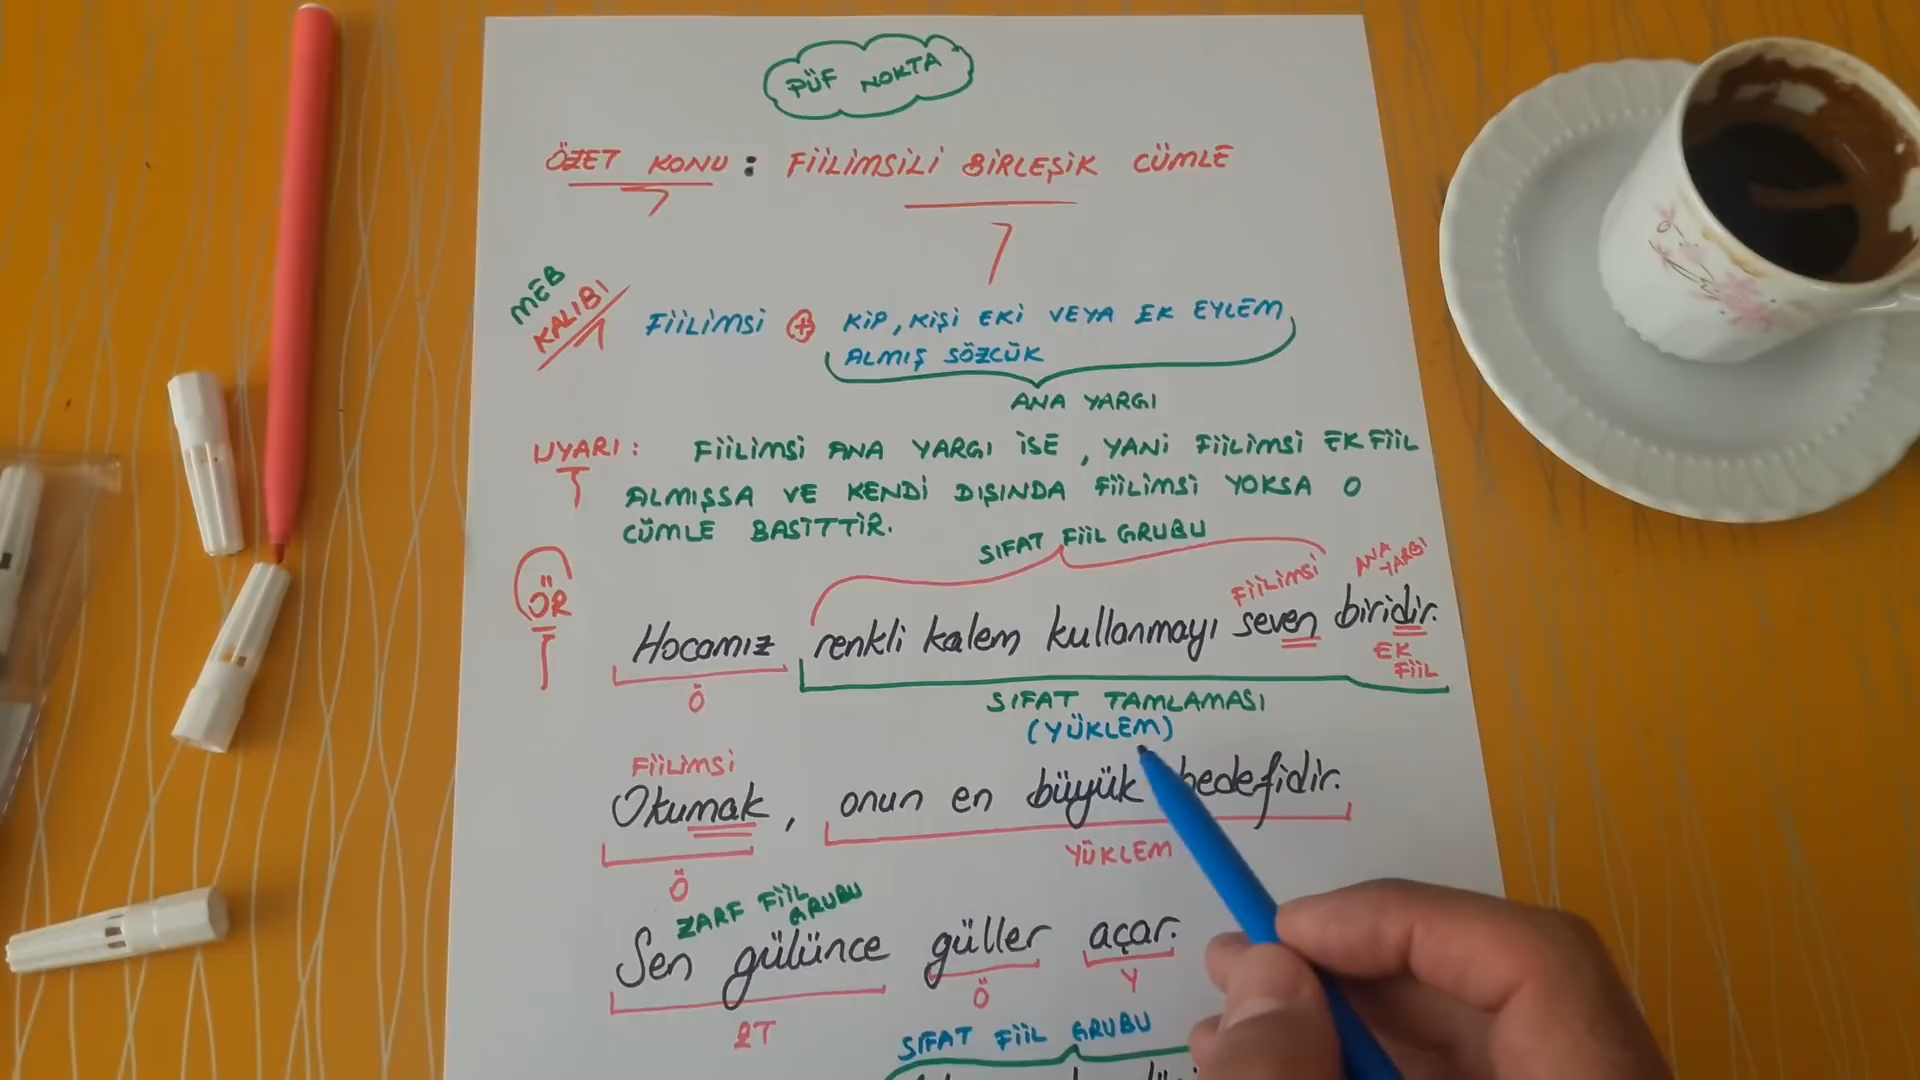 PÜF NOKTA
ÖZET KONU : FİİLİMSİLİ BİRLEŞİK CÜMLE
MEB
KALIBI
FİİLİMSİ + KİP, KİŞİ EKİ VEYA EK EYLEM
ALMIŞ SÖZCÜK
ANA YARGI
UYARI : FİİLİMSİ ANA YARGI İSE, YANİ FİİLİMSİ EK FİİL
ALMIŞSA VE KENDİ DIŞINDA FİİLİMSİ YOKSA O
CÜMLE BASİTTİR.
SIFAT FİİL GRUBU
FİİLİMSİ
ANA
YARGI
ÖR
Hocamız renkli kalem kullanmayı seven biridir.
EK
FİİL
Ö
SIFAT TAMLAMASI
(YÜKLEM)
FİİLİMSİ
Okumak, onun en büyük hedefidir.
YÜKLEM
Ö
ZARF FİİL
GRUBU
Sen gülünce güller açar.
ZT
Ö
Y
SIFAT FİİL GRUBU